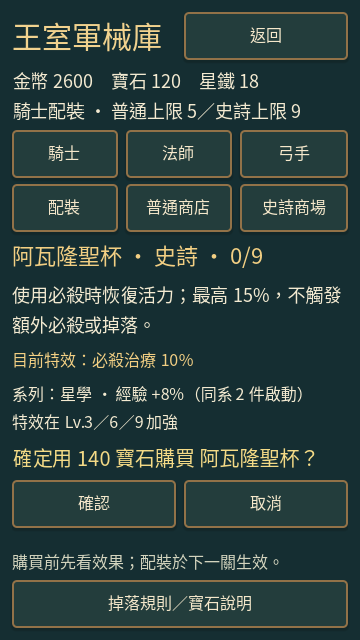 王室軍械庫
返回
金幣 2600　寶石 120　星鐵 18
騎士配裝 ・ 普通上限 5／史詩上限 9
騎士
法師
弓手
配裝
普通商店
史詩商場
阿瓦隆聖杯 ・ 史詩 ・ 0/9
使用必殺時恢復活力；最高 15%，不觸發
額外必殺或掉落。
目前特效：必殺治療 10%
系列：星學 ・ 經驗 +8%（同系 2 件啟動）
特效在 Lv.3／6／9 加強
確定用 140 寶石購買 阿瓦隆聖杯？
確認
取消
購買前先看效果；配裝於下一關生效。
掉落規則／寶石說明